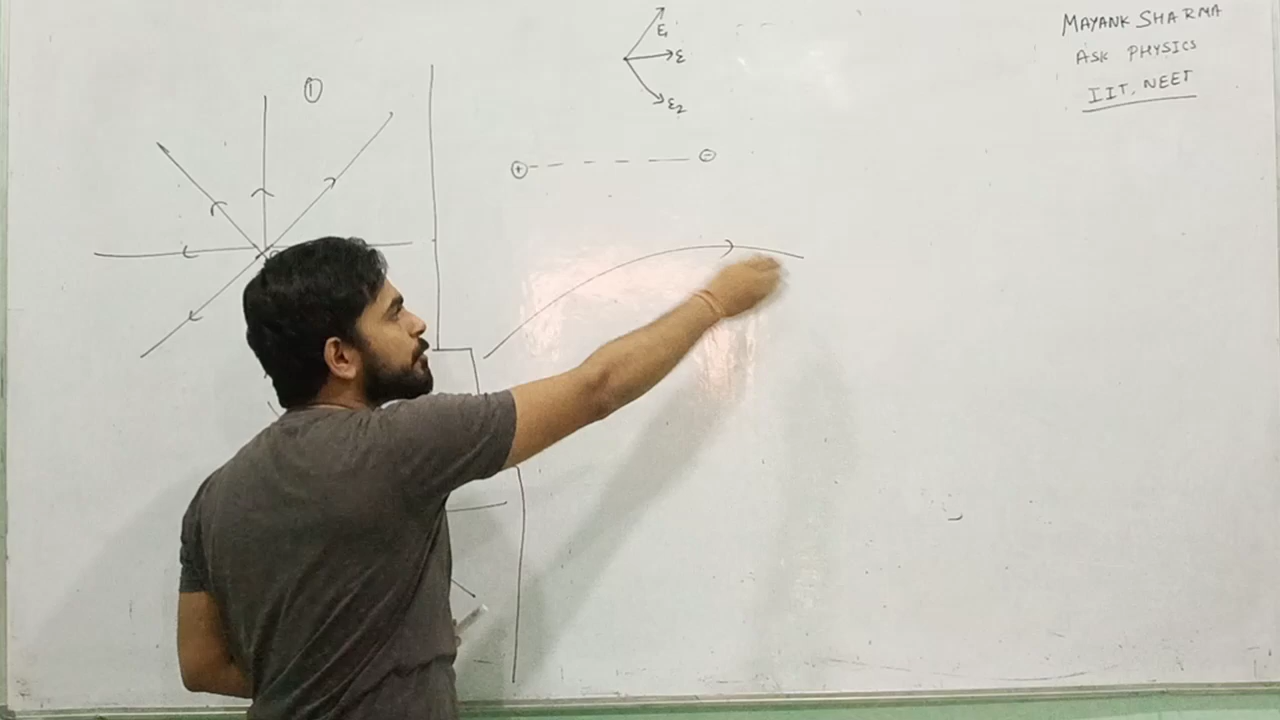 ①
E₁
E
E₂
+ -
MAYANK SHARMA
ASK PHYSICS
IIT, NEET